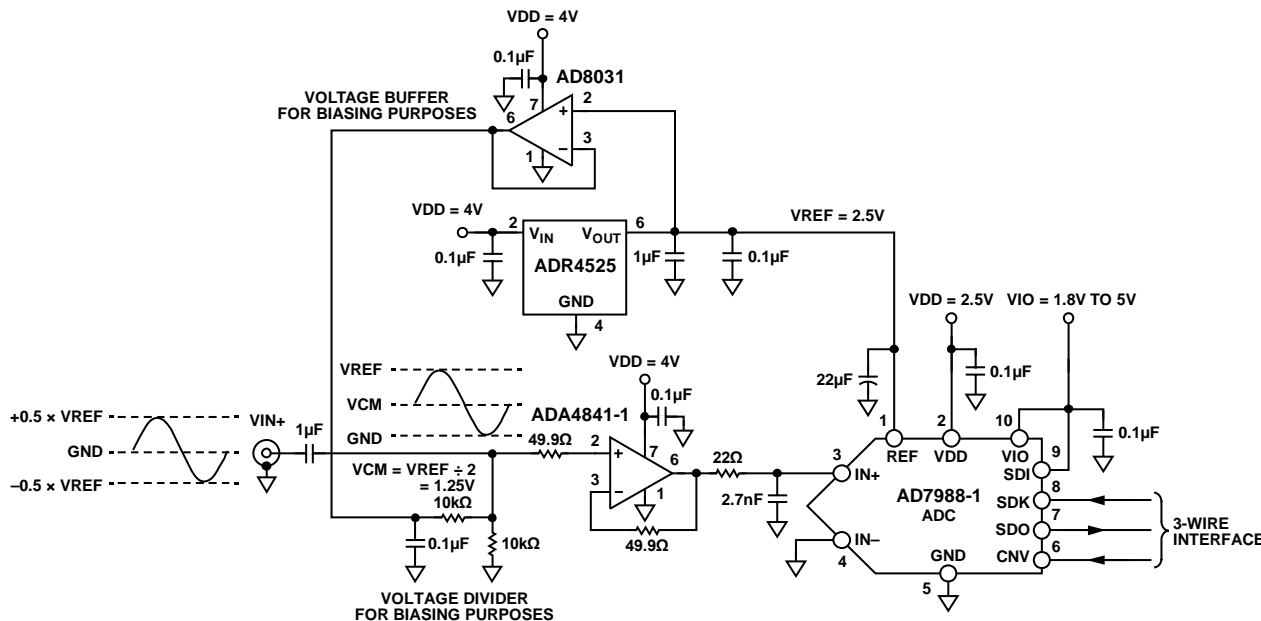 VDD = 4V
0.1µF
AD8031
VOLTAGE BUFFER
FOR BIASING PURPOSES
7
2
6
+
3
−
1
VDD = 4V
2
6
VREF = 2.5V
VIN
VOUT
0.1µF
1µF
0.1µF
ADR4525
GND
4
VDD = 2.5V
VIO = 1.8V TO 5V
VDD = 4V
VREF
22µF
0.1µF
VCM
0.1µF
ADA4841-1
+0.5 × VREF
VIN+
GND
1
2
10
0.1µF
1µF
49.9Ω
2
7
REF
VDD
VIO
9
GND
+
6
22Ω
3
SDI
VCM = VREF ÷ 2
= 1.25V
IN+
−0.5 × VREF
3
−
8
10kΩ
1
2.7nF
AD7988-1
ADC
SDK
7
0.1µF
10kΩ
49.9Ω
IN−
SDO
3-WIRE
INTERFACE
GND
6
4
CNV
5
VOLTAGE DIVIDER
FOR BIASING PURPOSES